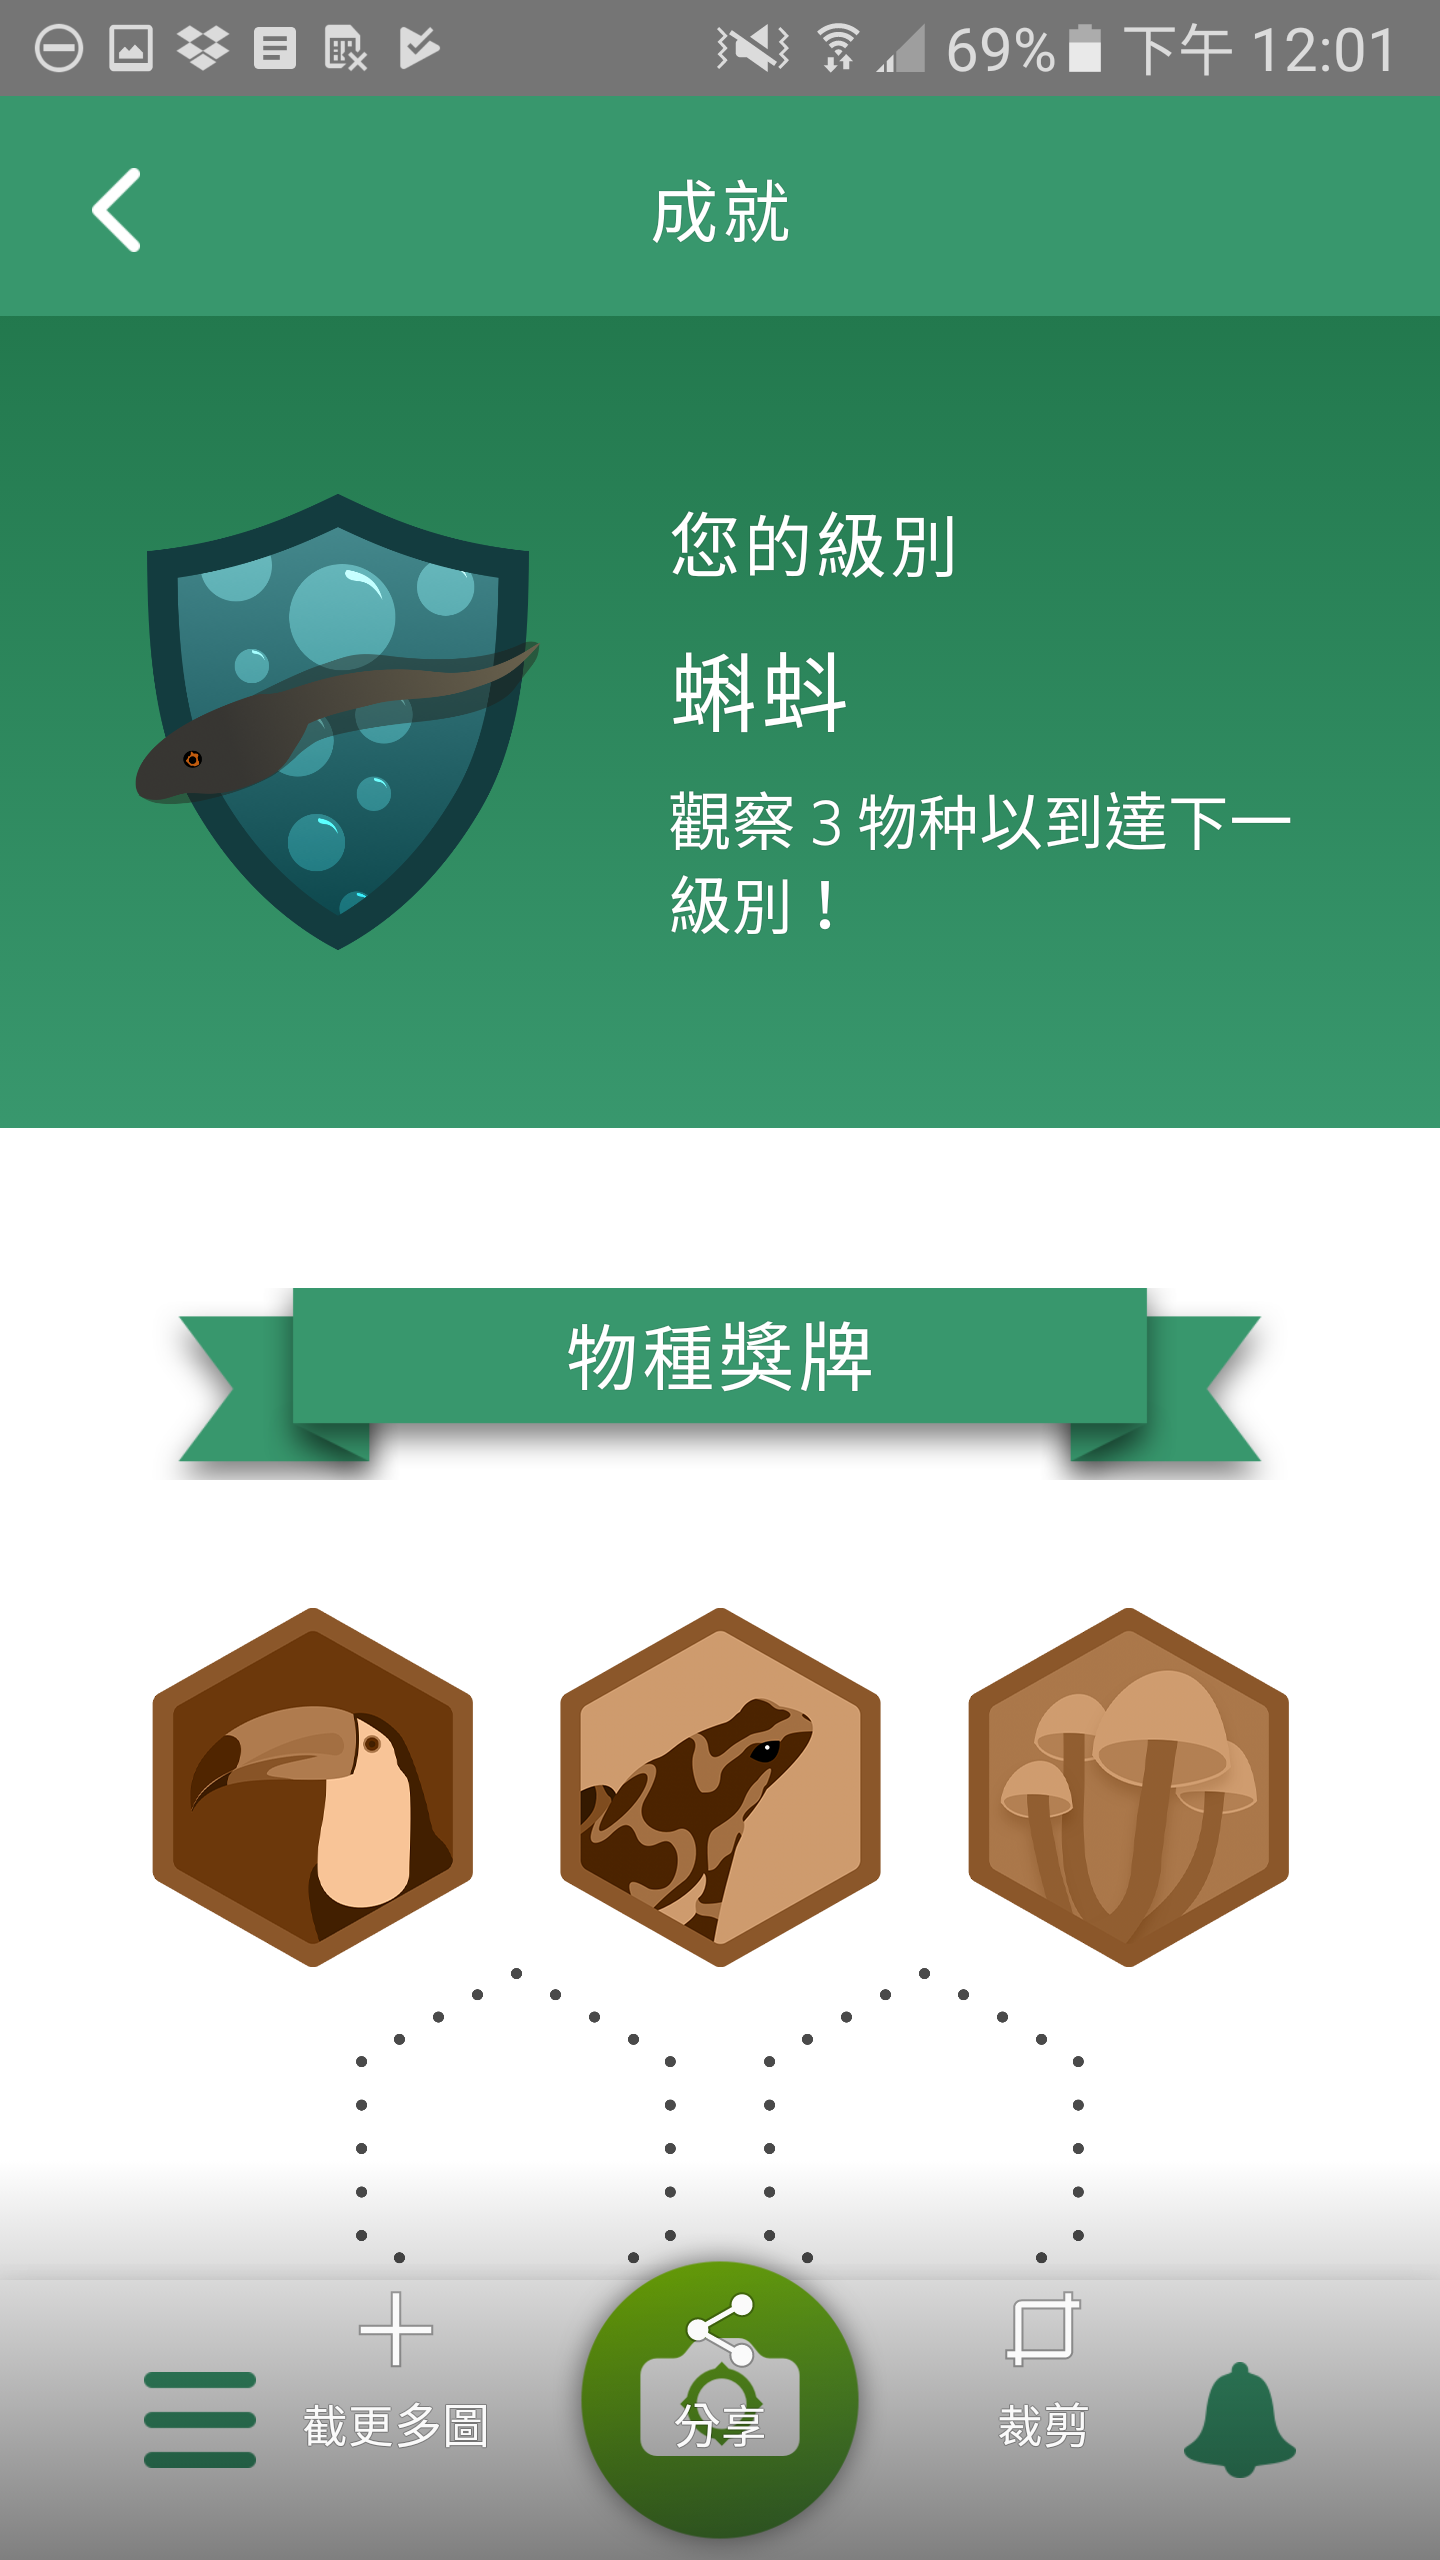 69% 下午 12:01
成就
您的級別
蝌蚪
觀察 3 物种以到達下一
級別！
物種獎牌
截更多圖
分享
裁剪